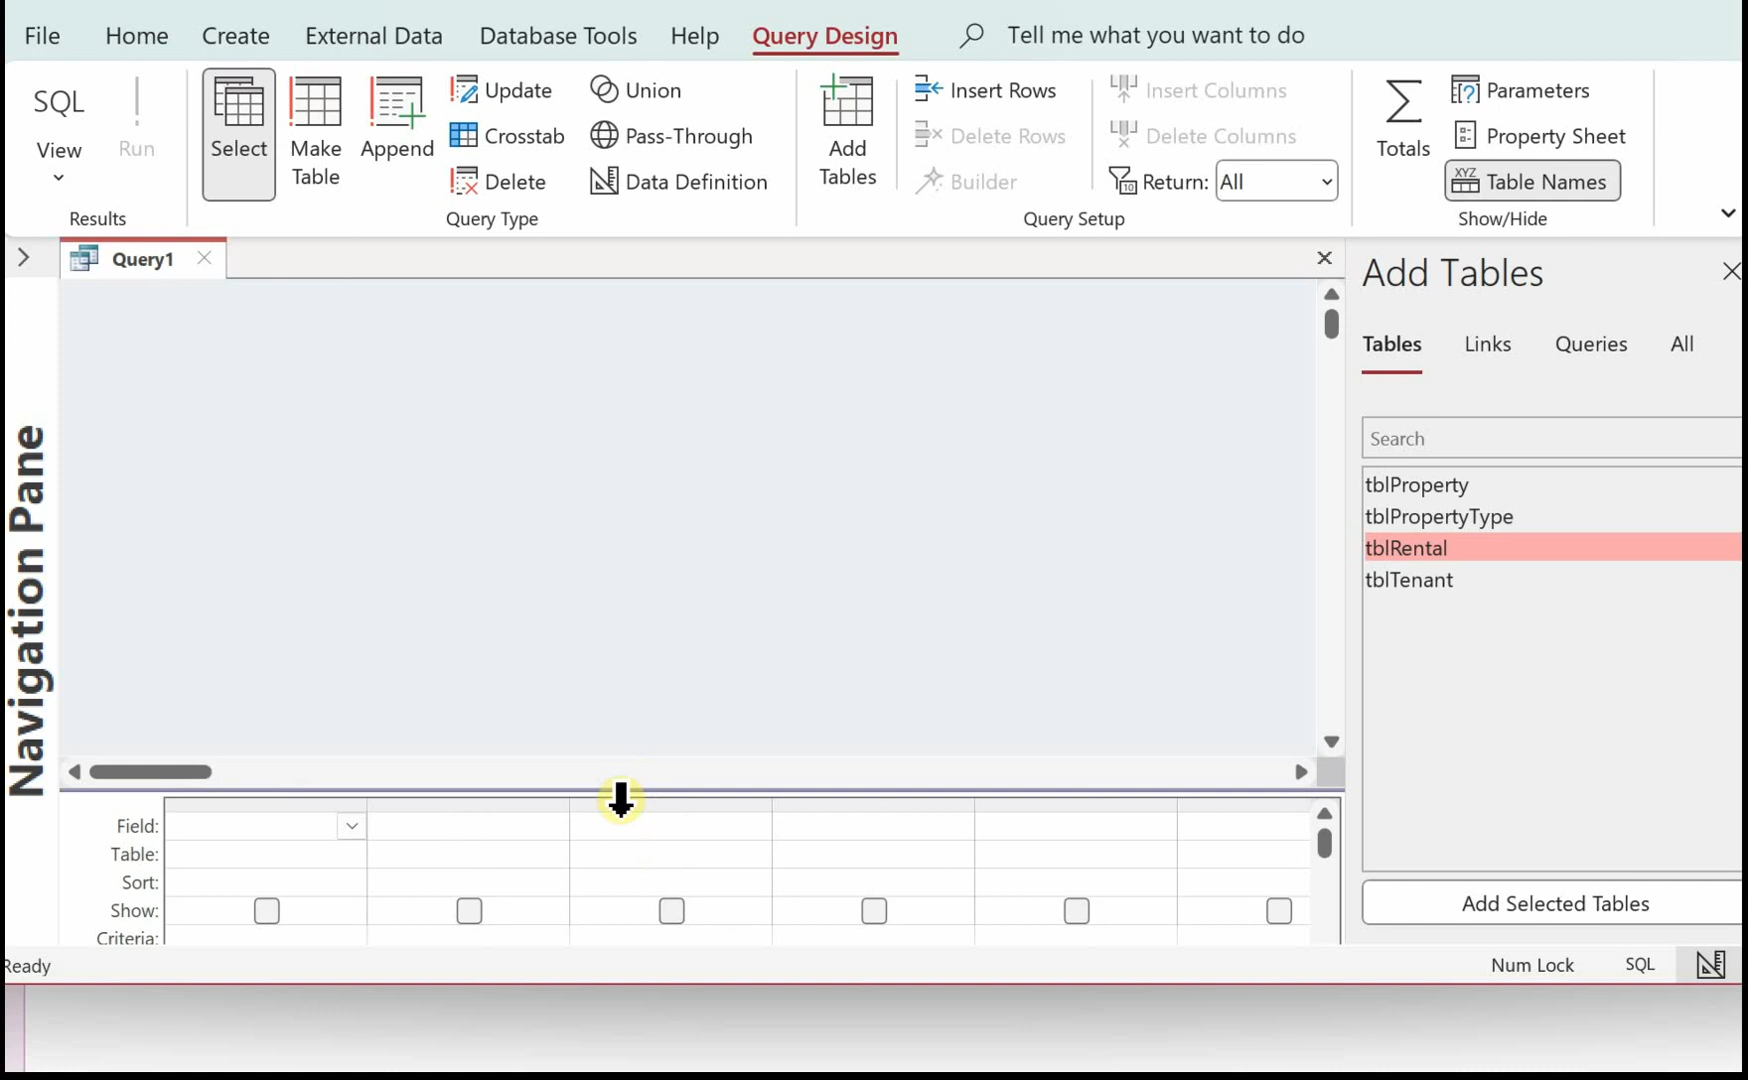 File Home Create External Data Database Tools Help Query Design Tell me what you want to do
SQL
View
Run
Results
Select
Make
Table
Append
Update
Crosstab
Delete
Union
Pass-Through
Data Definition
Query Type
Add
Tables
Insert Rows
Delete Rows
Builder
Insert Columns
Delete Columns
10 Return: All
Query Setup
Totals
Parameters
Property Sheet
XYZ Table Names
Show/Hide
Query1
Navigation Pane
Add Tables
Tables Links Queries All
Search
tblProperty
tblPropertyType
tblRental
tblTenant
Add Selected Tables
Field:
Table:
Sort:
Show:
Criteria:
Ready
Num Lock SQL